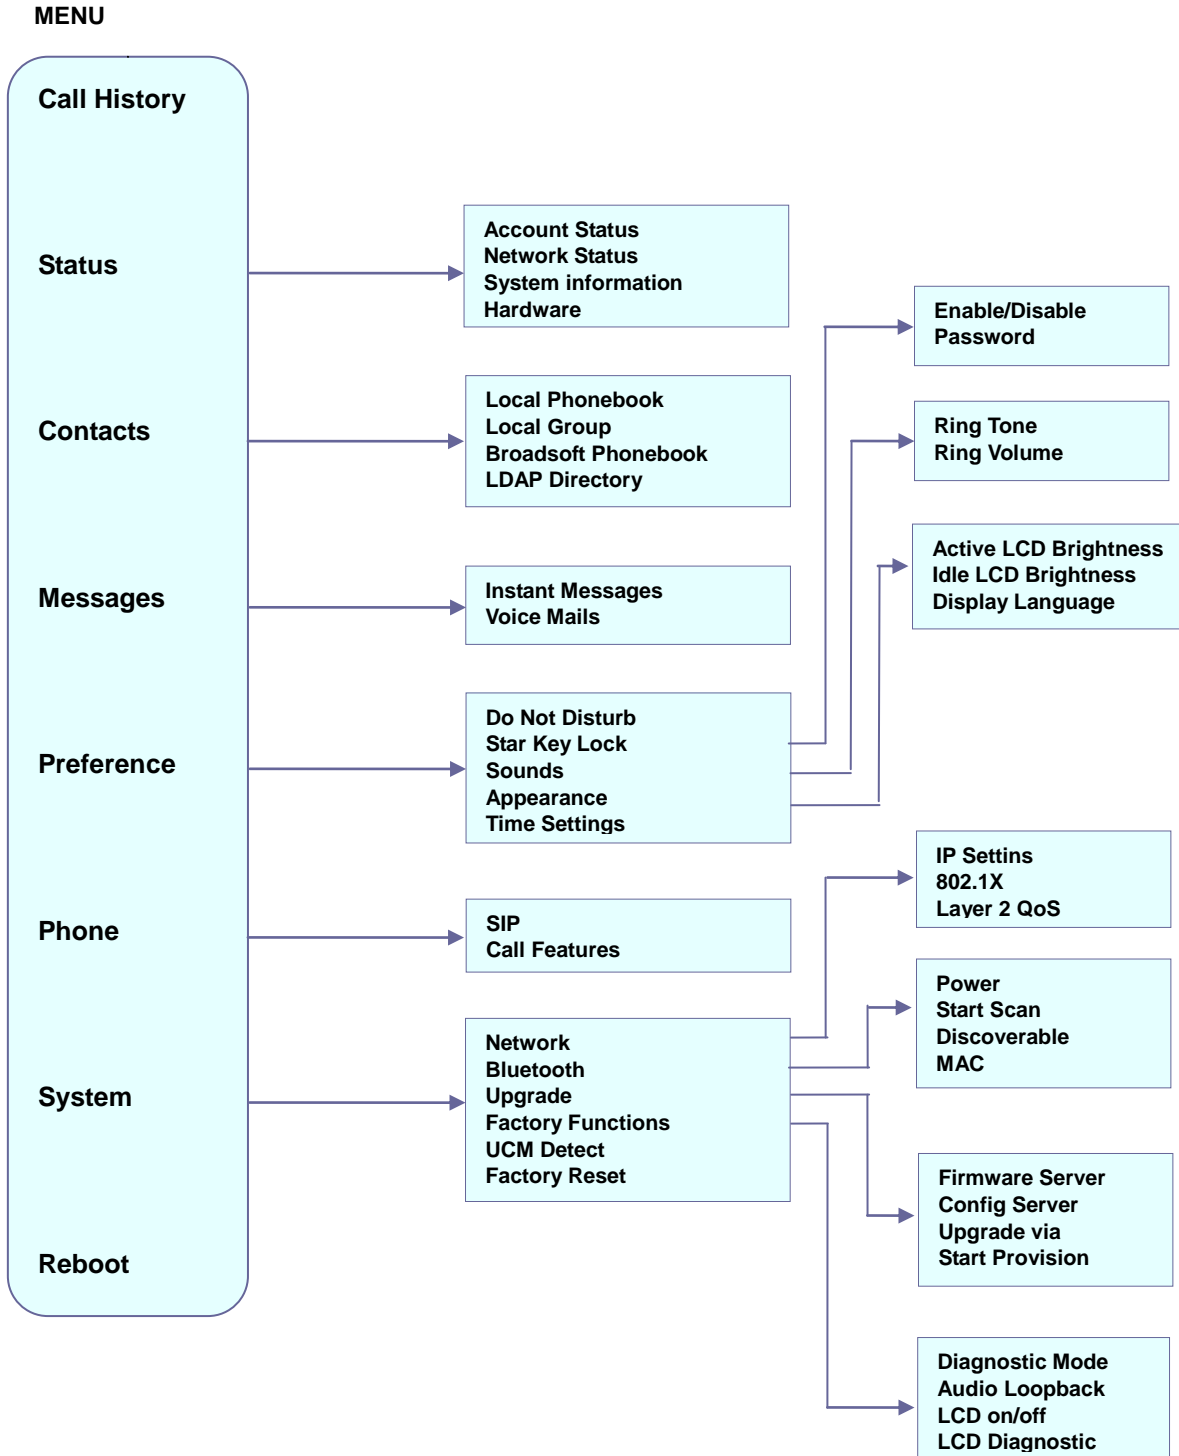 MENU
Call History
Status
Contacts
Messages
Preference
Phone
System
Reboot
Account Status
Network Status
System information
Hardware
Local Phonebook
Local Group
Broadsoft Phonebook
LDAP Directory
Instant Messages
Voice Mails
Do Not Disturb
Star Key Lock
Sounds
Appearance
Time Settings
SIP
Call Features
Network
Bluetooth
Upgrade
Factory Functions
UCM Detect
Factory Reset
Enable/Disable
Password
Ring Tone
Ring Volume
Active LCD Brightness
Idle LCD Brightness
Display Language
IP Settins
802.1X
Layer 2 QoS
Power
Start Scan
Discoverable
MAC
Firmware Server
Config Server
Upgrade via
Start Provision
Diagnostic Mode
Audio Loopback
LCD on/off
LCD Diagnostic